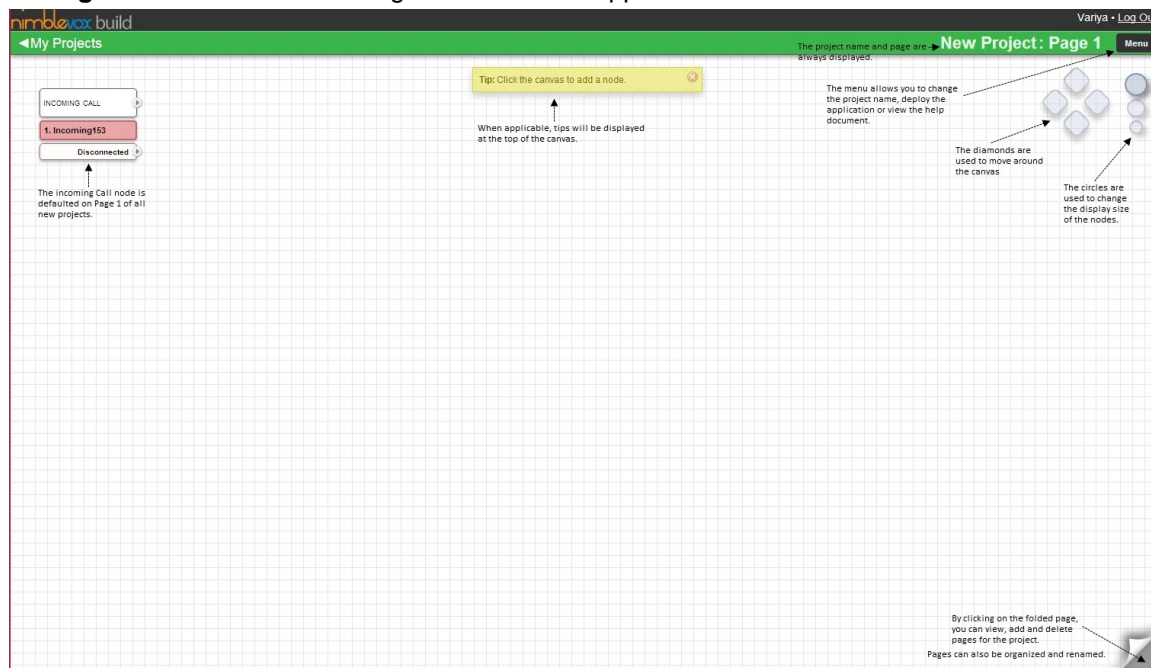 nimblevox build
Variya • Log Ou
◀My Projects
New Project: Page 1
Menu
The project name and page are
always displayed.
Tip: Click the canvas to add a node.
When applicable, tips will be displayed
at the top of the canvas.
The menu allows you to change
the project name, deploy the
application or view the help
document.
INCOMING CALL
1. Incoming153
Disconnected
The incoming Call node is
defaulted on Page 1 of all
new projects.
The diamonds are
used to move around
the canvas
The circles are
used to change
the display size
of the nodes.
By clicking on the folded page,
you can view, add and delete
pages for the project.
Pages can also be organized and renamed.